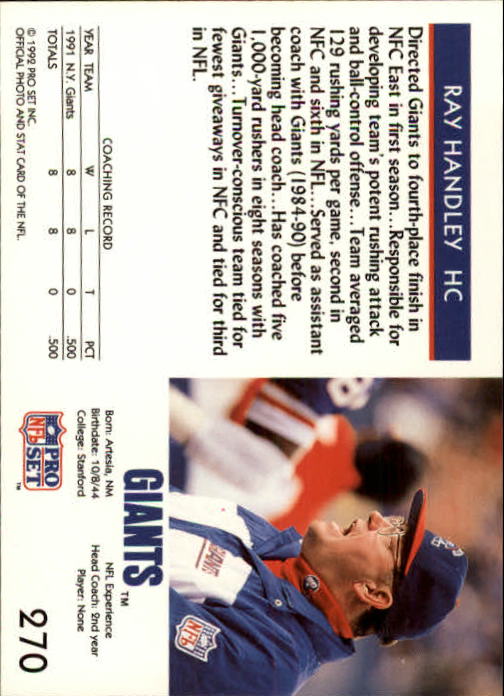 RAY HANDLEY HC
Directed Giants to fourth-place finish in
NFC East in first season...Responsible for
developing team's potent rushing attack
and ball-control offense...Team averaged
129 rushing yards per game, second in
NFC and sixth in NFL...Served as assistant
coach with Giants (1984-90) before
becoming head coach...Has coached five
1,000-yard rushers in eight seasons with
Giants...Turnover-conscious team tied for
fewest giveaways in NFC and tied for third
in NFL.
COACHING RECORD
YEAR TEAM W L T PCT
1991 N.Y. Giants 8 8 0 .500
TOTALS 8 8 0 .500
© 1992 PRO SET INC.
OFFICIAL PHOTO AND STAT CARD OF THE NFL.
GIANTS™
Born: Artesia, NM
Birthdate: 10/8/44
College: Stanford
NFL Experience
Head Coach: 2nd year
Player: None
PRO
NFL SET™
270
GIANTS
NFL